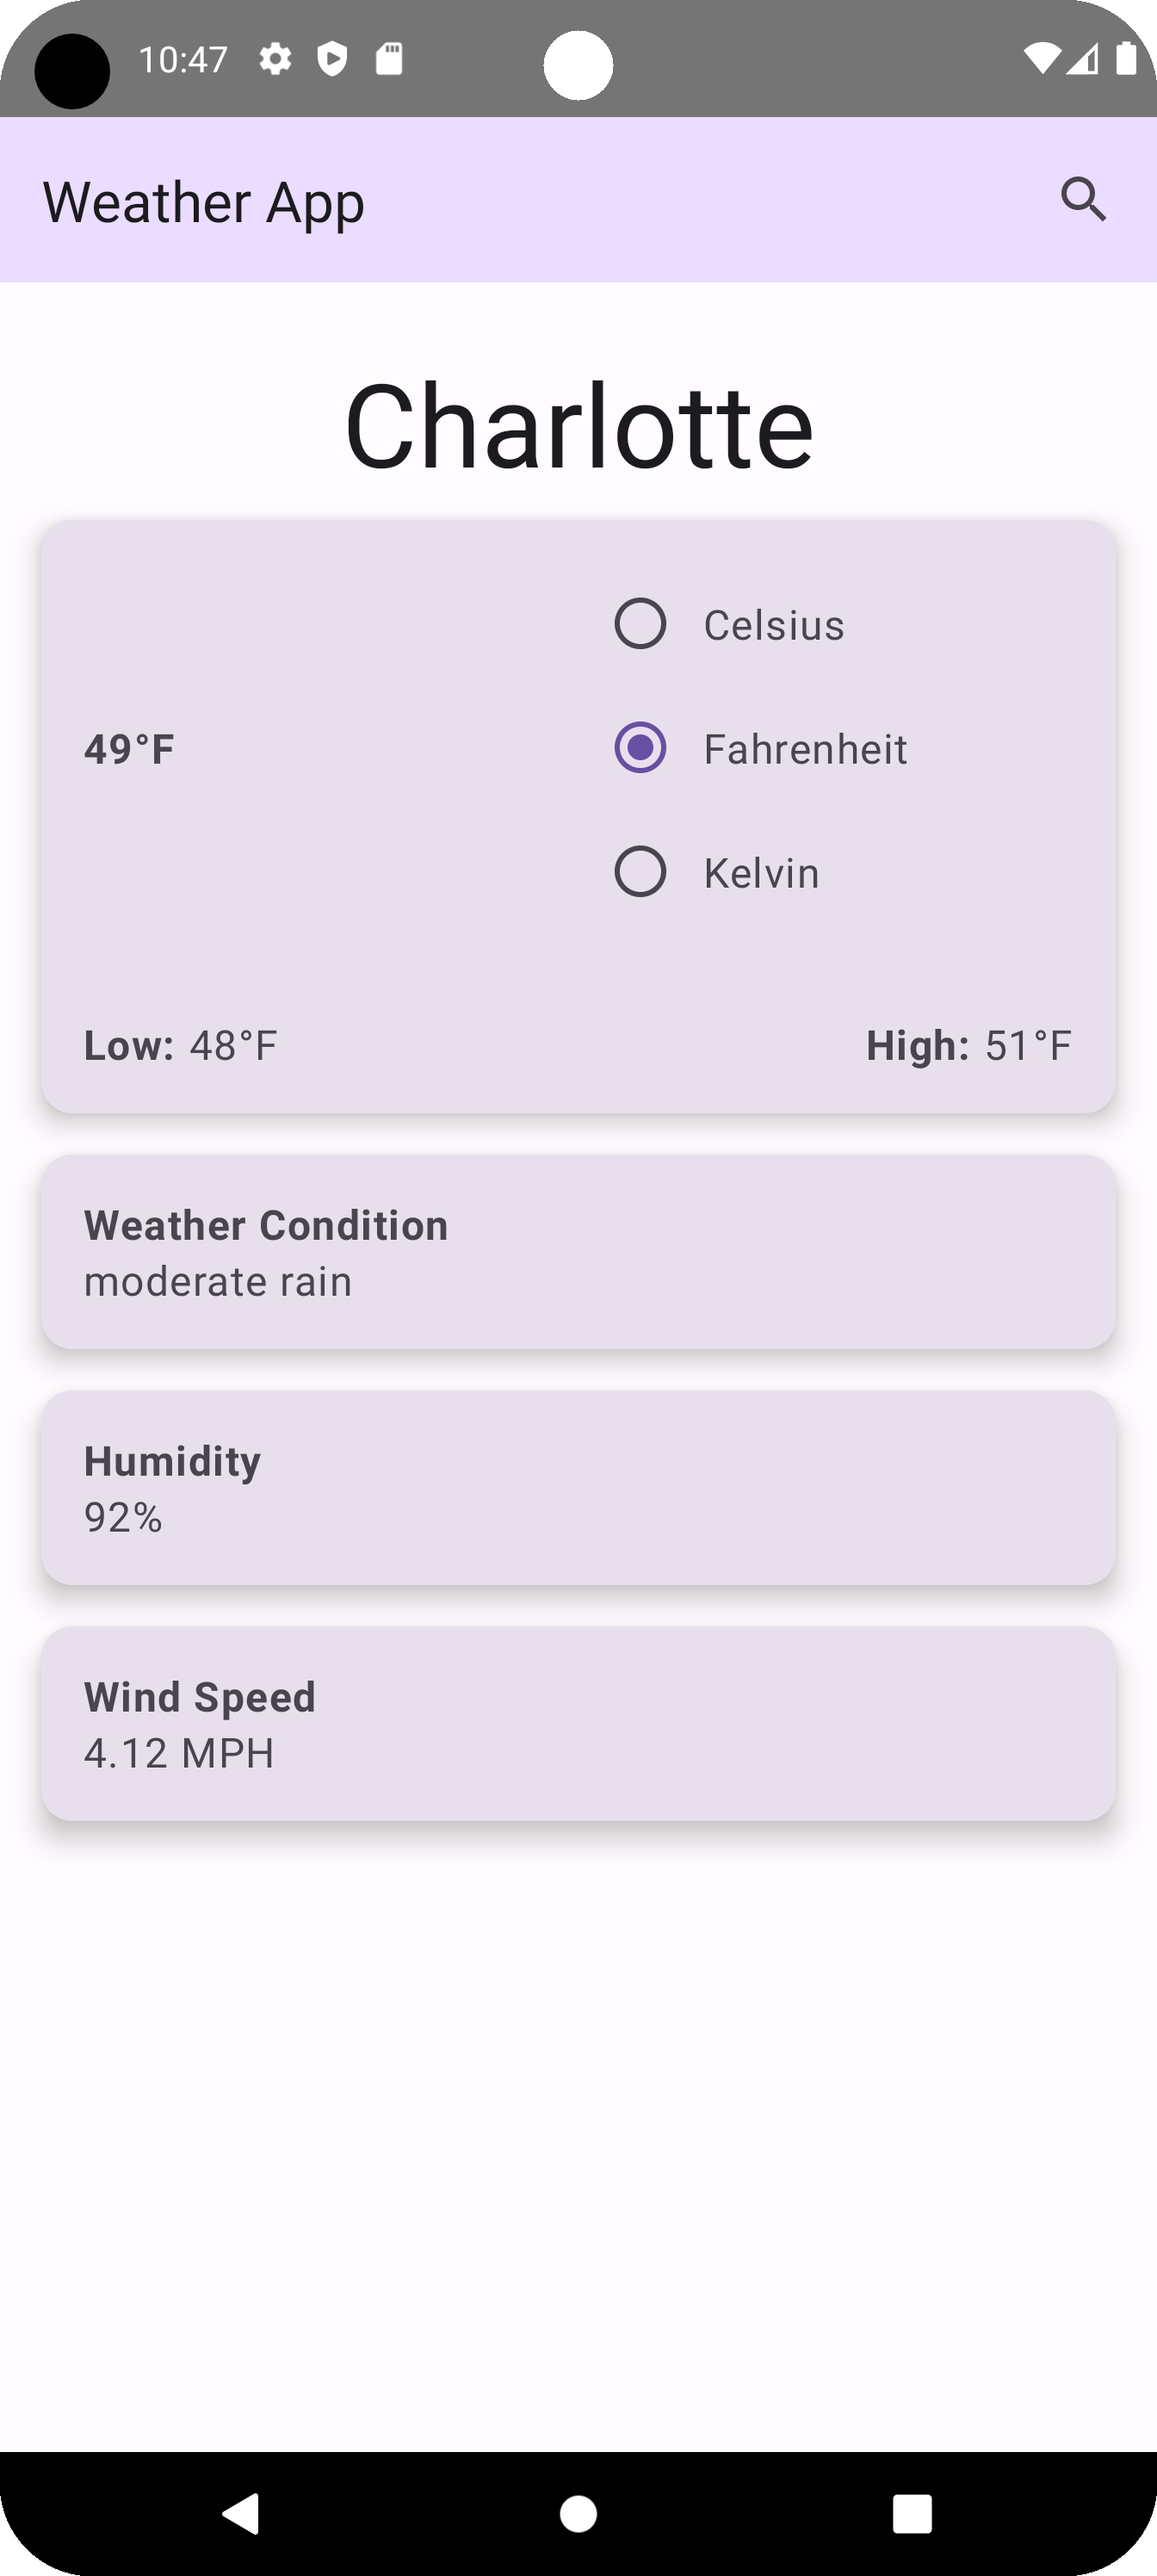 10:47
Weather App
Charlotte
Celsius
49°F
Fahrenheit
Kelvin
Low: 48°F
High: 51°F
Weather Condition
moderate rain
Humidity
92%
Wind Speed
4.12 MPH